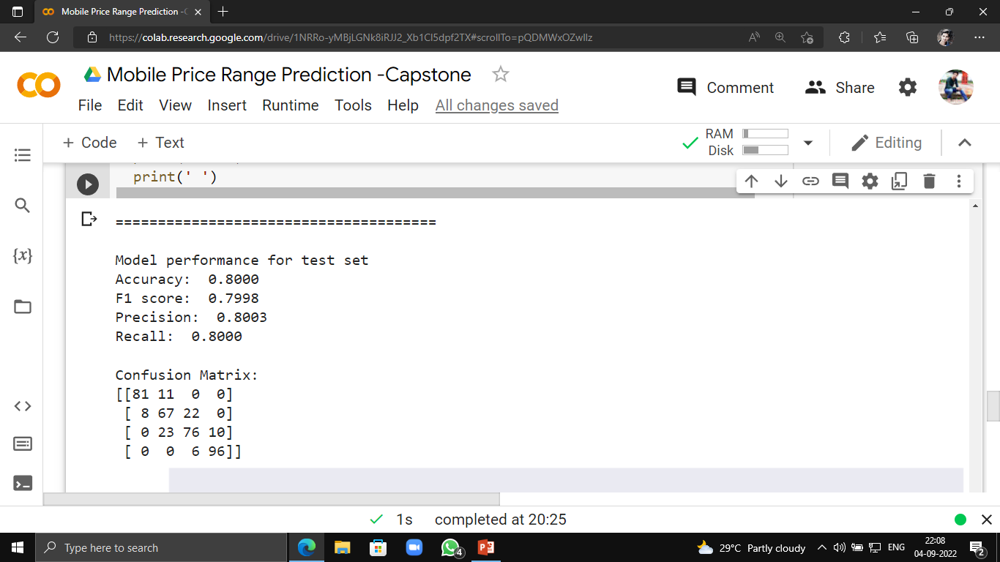 Mobile Price Range Prediction -C
https://colab.research.google.com/drive/1NRRo-yMBjLGNk8iRJJ2_Xb1Cl5dpf2TX#scrollTo=pQDMWxOZwllz
Mobile Price Range Prediction -Capstone
File Edit View Insert Runtime Tools Help All changes saved
Comment Share
+ Code + Text
RAM
Disk
Editing
print(' ')
======================================
Model performance for test set
Accuracy: 0.8000
F1 score: 0.7998
Precision: 0.8003
Recall: 0.8000
Confusion Matrix:
[[81 11 0 0]
[ 8 67 22 0]
[ 0 23 76 10]
[ 0 0 6 96]]
1s completed at 20:25
Type here to search
4
29°C Partly cloudy
ENG
22:08
04-09-2022
2